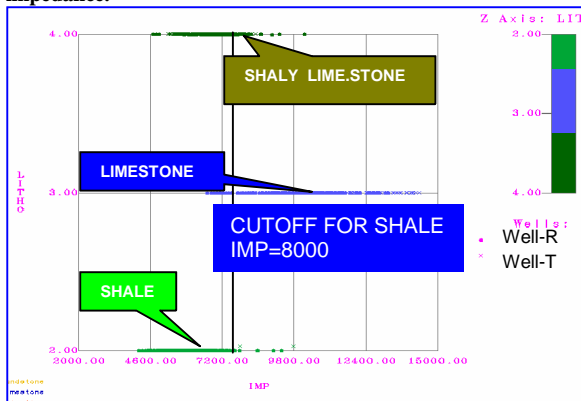 impedance.
Z Axis: LIT
4.00
2.00
SHALY LIME.STONE
3.00
LIMESTONE
LITHO
3.00
4.00
CUTOFF FOR SHALE
IMP=8000
Wells:
Well-R
Well-T
SHALE
2.00
2000.00 4600.00 7200.00 9800.00 12400.00 15000.00
IMP
ndstone
mestone